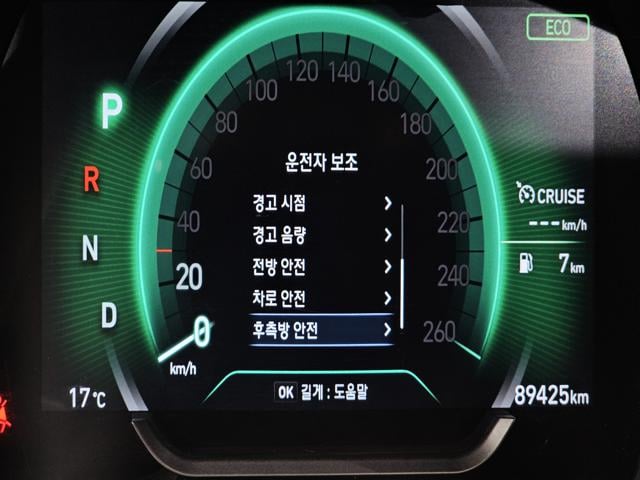 ECO
120 140
100 160
80 180
60 200
40 220
20 240
0 260
km/h
P
R
N
D
운전자 보조
경고 시점
경고 음량
전방 안전
차로 안전
후측방 안전
OK 길게 : 도움말
CRUISE
---km/h
7 km
17°C
89425km